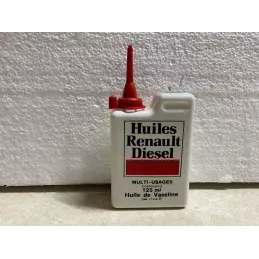 Huiles
Renault
Diesel
MULTI-USAGES
125 ml
Huile de Vaseline